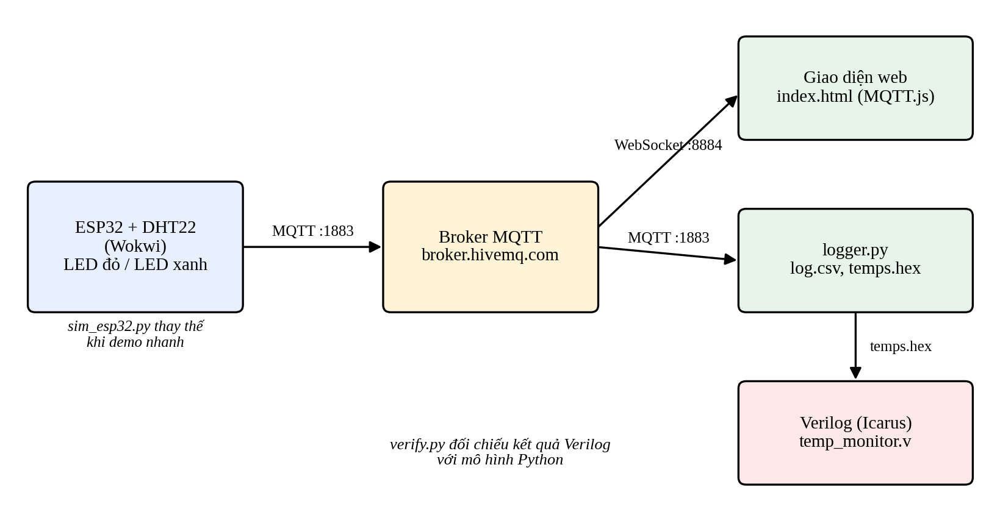 Giao diện web
index.html (MQTT.js)
WebSocket :8884
ESP32 + DHT22
(Wokwi)
LED đỏ / LED xanh
MQTT :1883
Broker MQTT
broker.hivemq.com
MQTT :1883
logger.py
log.csv, temps.hex
sim_esp32.py thay thế
khi demo nhanh
temps.hex
Verilog (Icarus)
temp_monitor.v
verify.py đối chiếu kết quả Verilog
với mô hình Python